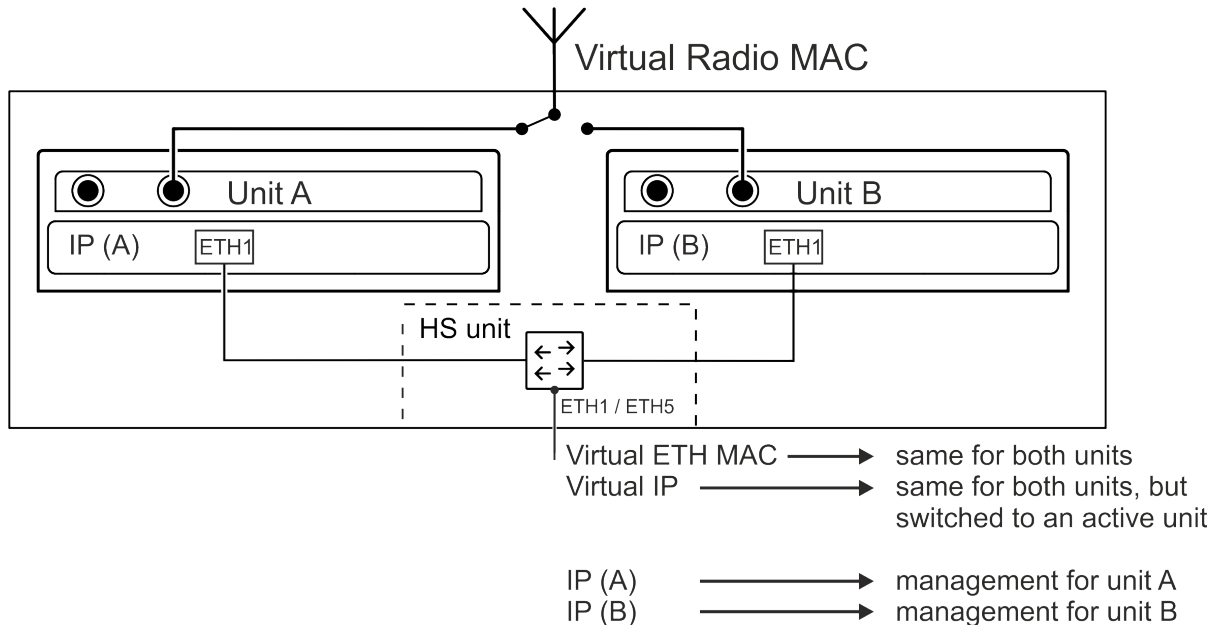 Virtual Radio MAC
Unit A
Unit B
IP (A)
ETH1
IP (B)
ETH1
HS unit
ETH1 / ETH5
Virtual ETH MAC
same for both units
Virtual IP
same for both units, but
switched to an active unit
IP (A)
management for unit A
IP (B)
management for unit B